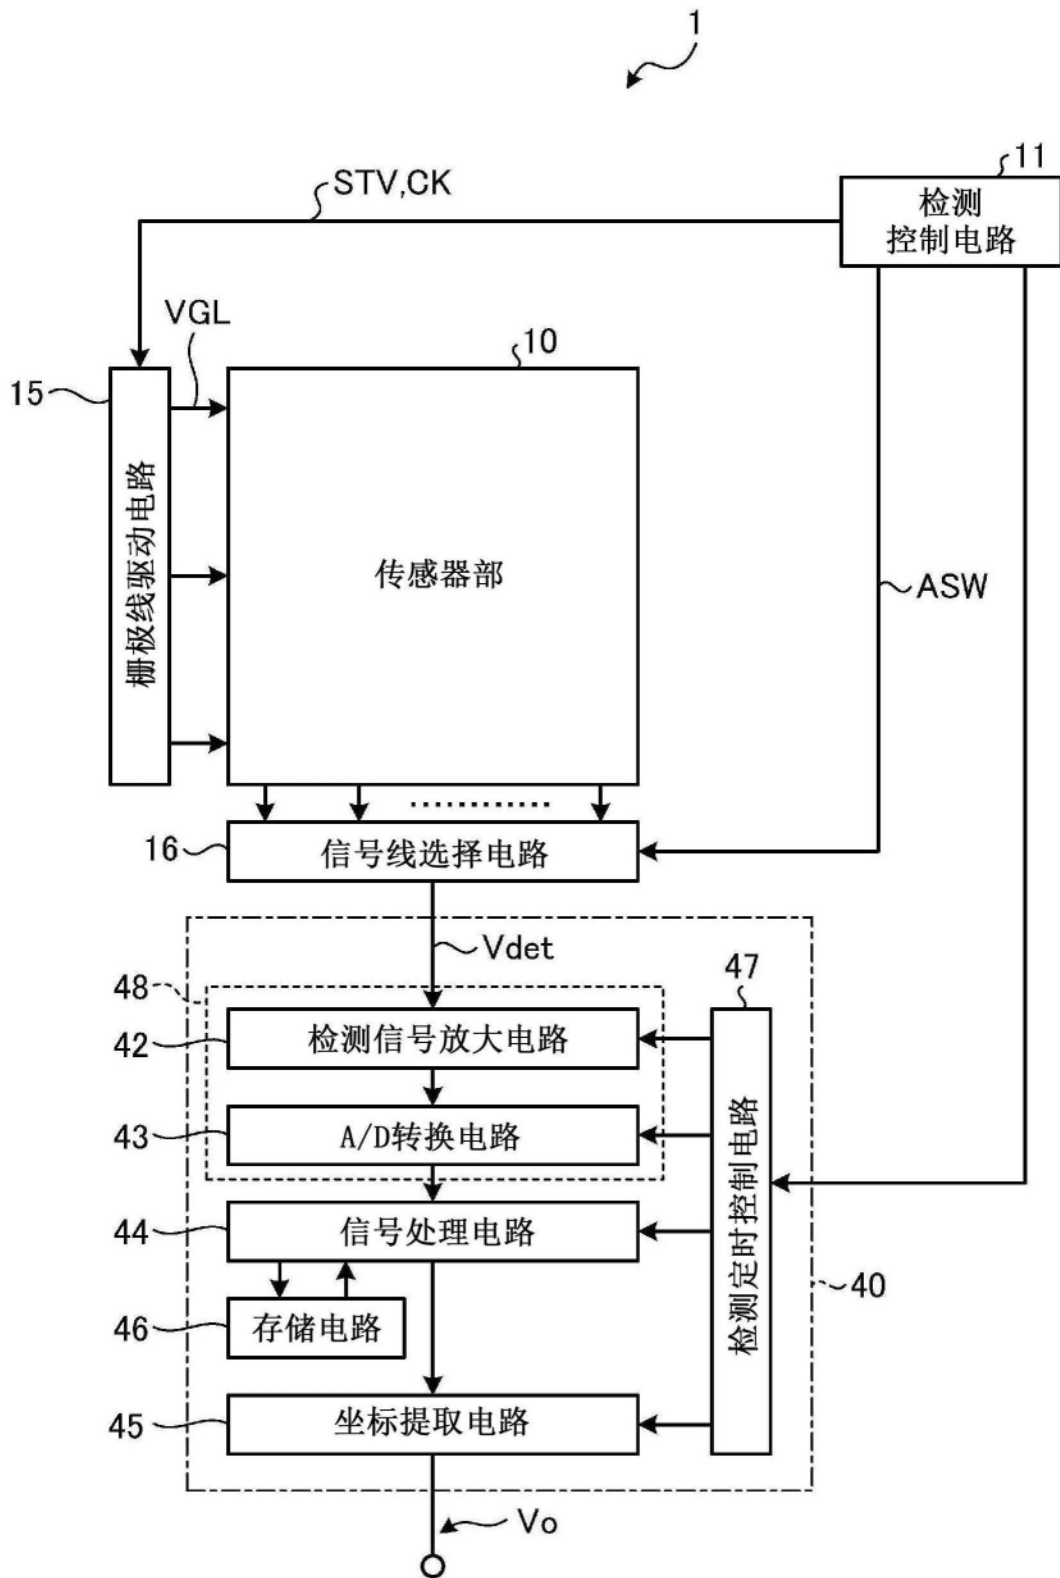 1
STV,CK
11
检测
控制电路
VGL
10
15
栅极线驱动电路
传感器部
ASW
16
信号线选择电路
Vdet
47
48
42
检测信号放大电路
43
A/D转换电路
44
信号处理电路
检测定时控制电路
40
46
存储电路
45
坐标提取电路
Vo